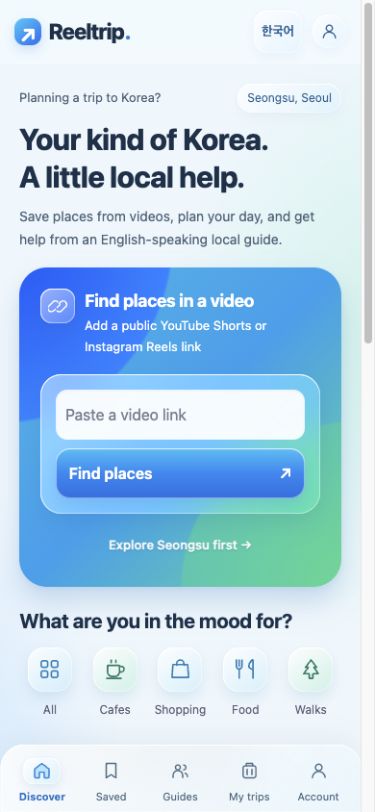 Reeltrip.
한국어
Planning a trip to Korea?
Seongsu, Seoul
Your kind of Korea.
A little local help.
Save places from videos, plan your day, and get
help from an English-speaking local guide.
Find places in a video
Add a public YouTube Shorts or
Instagram Reels link
Paste a video link
Find places ↗
Explore Seongsu first →
What are you in the mood for?
All
Cafes
Shopping
Food
Walks
Discover
Saved
Guides
My trips
Account